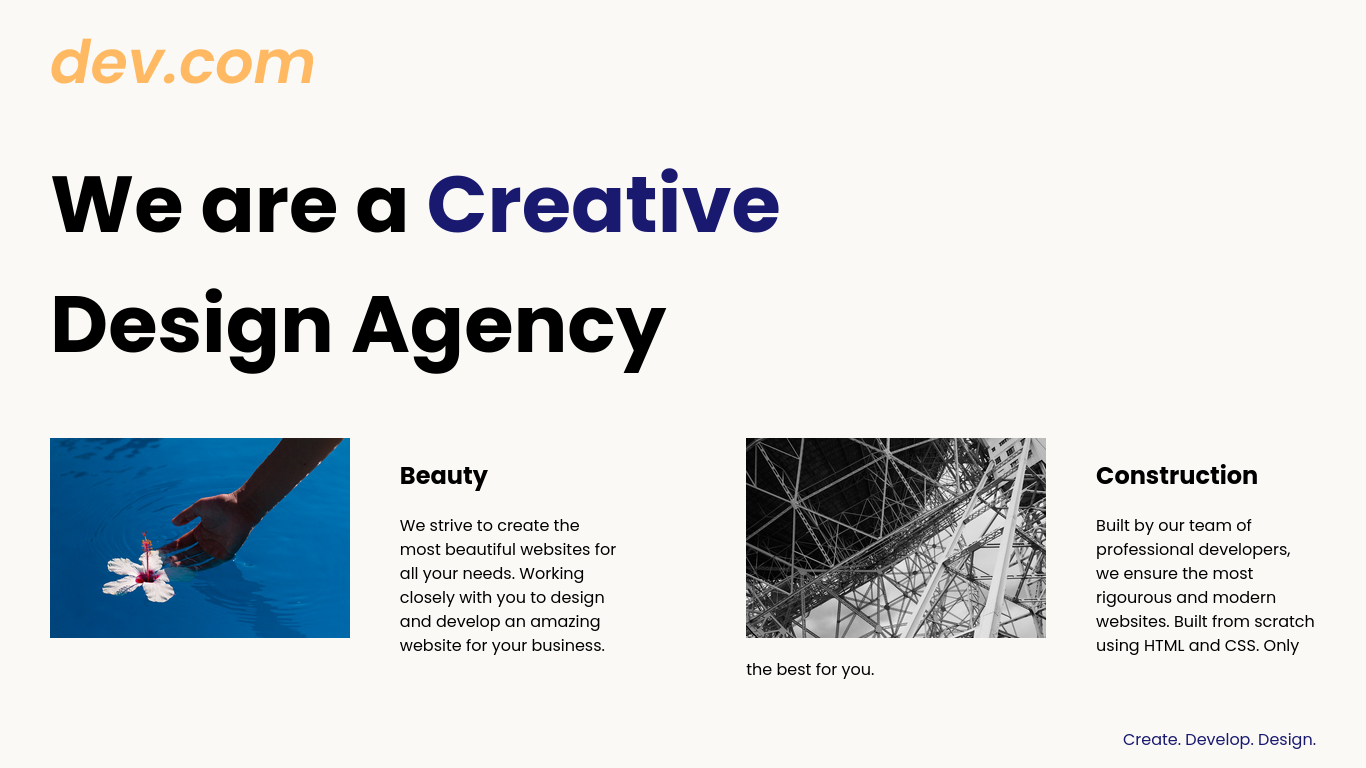 dev.com
We are a Creative
Design Agency
Beauty
We strive to create the
most beautiful websites for
all your needs. Working
closely with you to design
and develop an amazing
website for your business.
Construction
Built by our team of
professional developers,
we ensure the most
rigourous and modern
websites. Built from scratch
using HTML and CSS. Only
the best for you.
Create. Develop. Design.